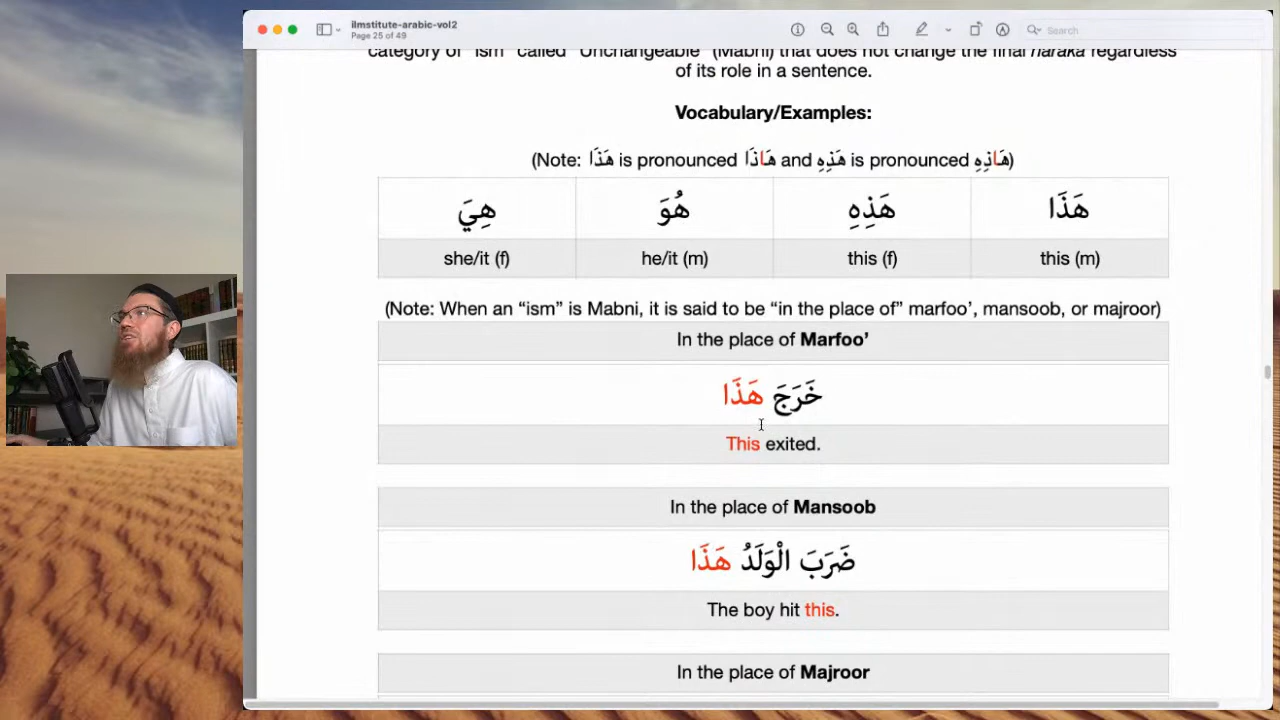 ilmstitute-arabic-vol2
Page 25 of 49
Search
category of "ism" called "Unchangeable" (Mabni) that does not change the final haraka regardless
of its role in a sentence.
Vocabulary/Examples:
(Note: هَذَا is pronounced هَاذَا and هَذِهِ is pronounced هَاذِهِ)
هَذَا هَذِهِ هُوَ هِيَ
she/it (f) he/it (m) this (f) this (m)
(Note: When an “ism” is Mabni, it is said to be “in the place of” marfoo’, mansoob, or majroor)
In the place of Marfoo’
خَرَجَ هَذَا
This exited.
In the place of Mansoob
ضَرَبَ الْوَلَدُ هَذَا
The boy hit this.
In the place of Majroor